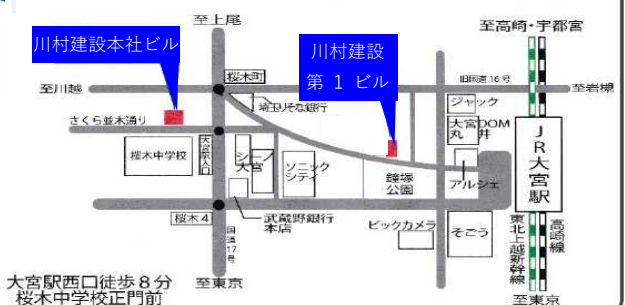 至上尾
至高崎・宇都宮
川村建設本社ビル
川村建設
第 1 ビル
桜木町
旧国道16号
至川越
至岩槻
埼玉りそな銀行
ジャック
さくら並木通り
大宮
丸
DOM
井
大宮駅入口
桜木中学校
シーノ
大宮
ソニック
シティ
鐘塚
公園
アルシェ
JR大宮駅
桜木4
国道17号
武蔵野銀行
本店
ビックカメラ
そごう
東北上越新幹線
高崎線
大宮駅西口徒歩8分
桜木中学校正門前
至東京
至東京